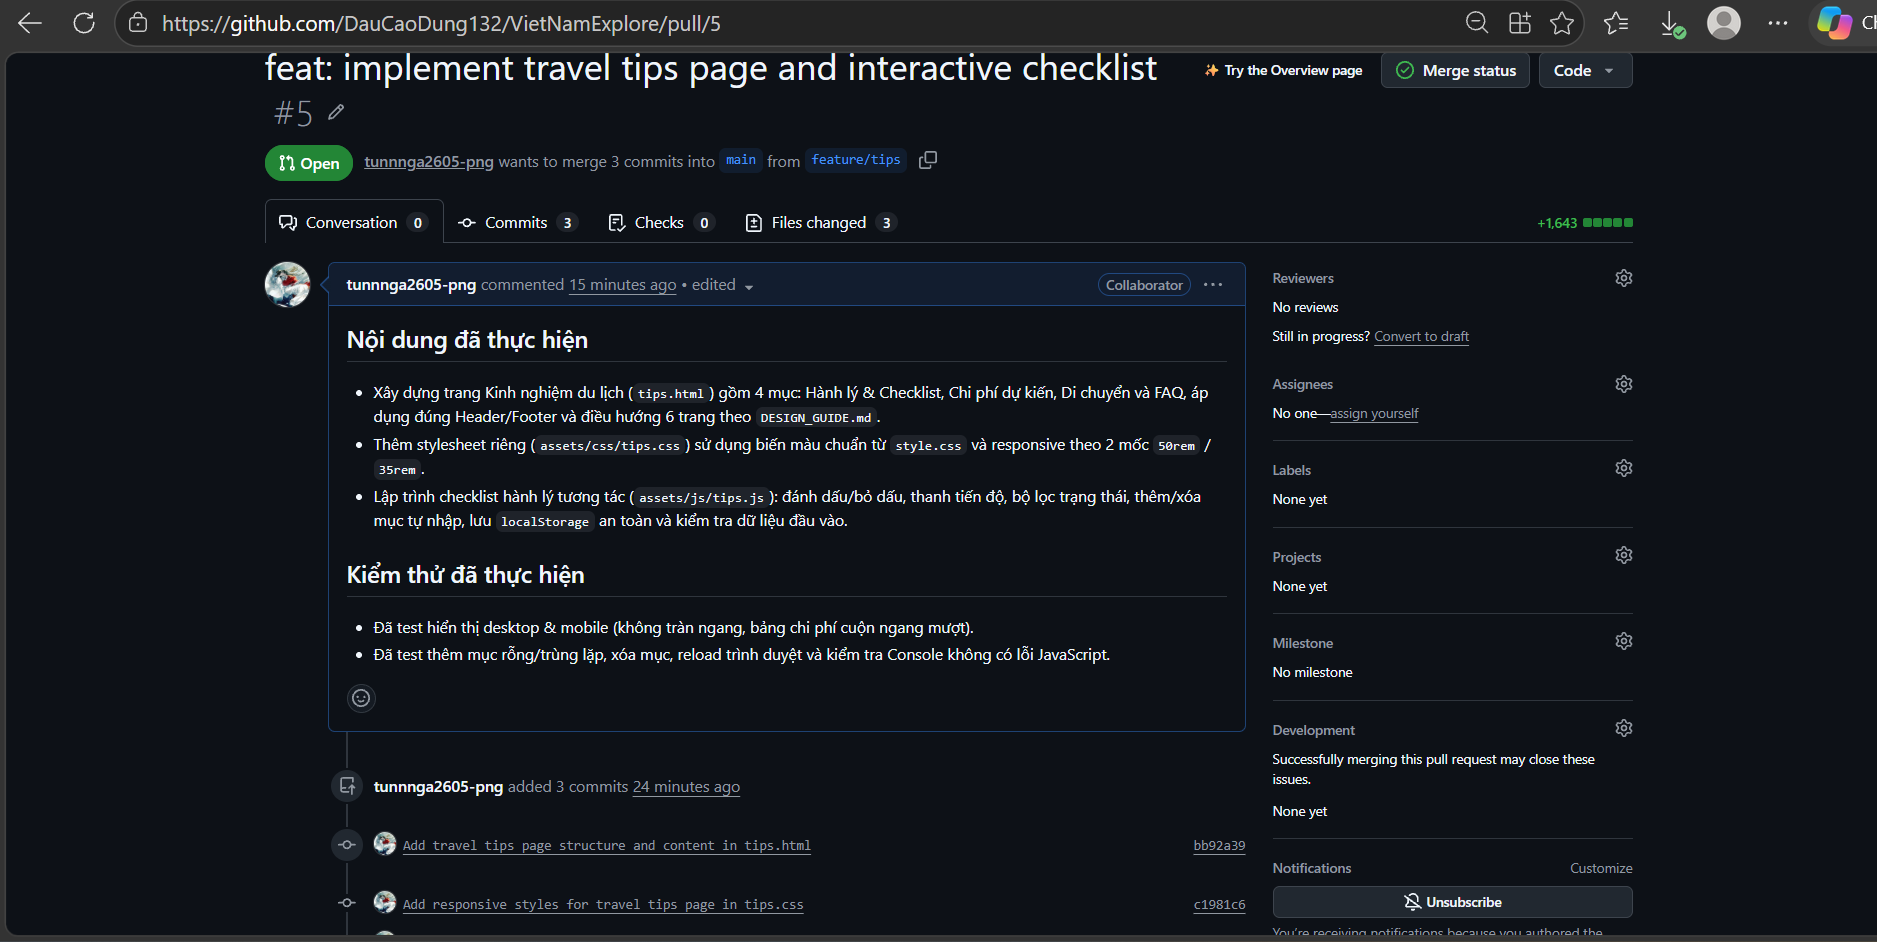 https://github.com/DauCaoDung132/VietNamExplore/pull/5
feat: implement travel tips page and interactive checklist
#5
Try the Overview page
Merge status
Code
Open
tunnnga2605-png wants to merge 3 commits into main from feature/tips
Conversation 0
Commits 3
Checks 0
Files changed 3
+1,643
tunnnga2605-png commented 15 minutes ago • edited
Collaborator
Nội dung đã thực hiện
Xây dựng trang Kinh nghiệm du lịch (tips.html) gồm 4 mục: Hành lý & Checklist, Chi phí dự kiến, Di chuyển và FAQ, áp
dụng đúng Header/Footer và điều hướng 6 trang theo DESIGN_GUIDE.md.
Thêm stylesheet riêng (assets/css/tips.css) sử dụng biến màu chuẩn từ style.css và responsive theo 2 mốc 50rem /
35rem.
Lập trình checklist hành lý tương tác (assets/js/tips.js): đánh dấu/bỏ dấu, thanh tiến độ, bộ lọc trạng thái, thêm/xóa
mục tự nhập, lưu localStorage an toàn và kiểm tra dữ liệu đầu vào.
Kiểm thử đã thực hiện
Đã test hiển thị desktop & mobile (không tràn ngang, bảng chi phí cuộn ngang mượt).
Đã test thêm mục rỗng/trùng lặp, xóa mục, reload trình duyệt và kiểm tra Console không có lỗi JavaScript.
tunnnga2605-png added 3 commits 24 minutes ago
Add travel tips page structure and content in tips.html
bb92a39
Add responsive styles for travel tips page in tips.css
c1981c6
Reviewers
No reviews
Still in progress? Convert to draft
Assignees
No one—assign yourself
Labels
None yet
Projects
None yet
Milestone
No milestone
Development
Successfully merging this pull request may close these
issues.
None yet
Notifications
Customize
Unsubscribe
You're receiving notifications because you authored the